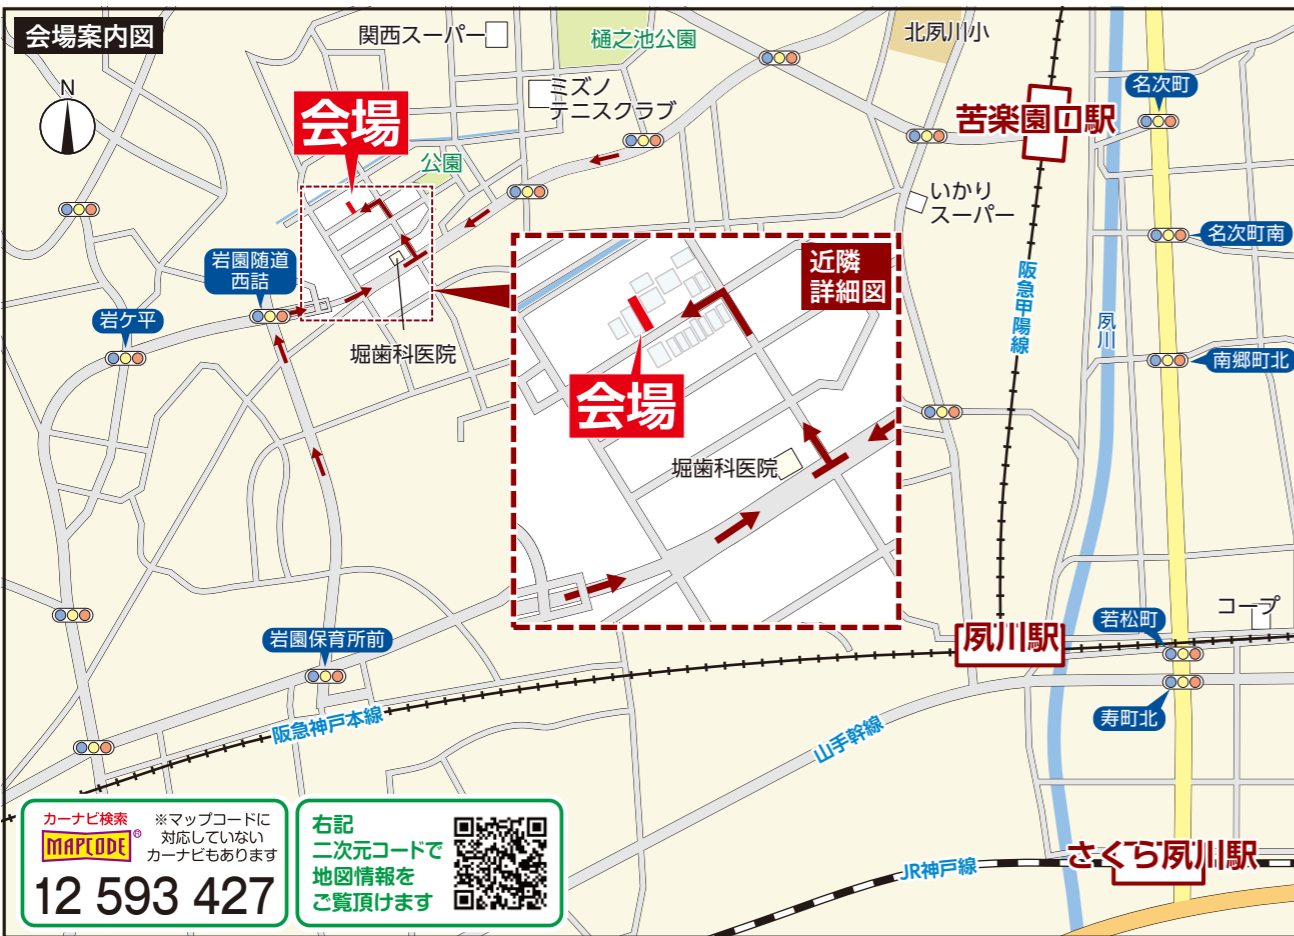 会場案内図
関西スーパー
樋之池公園
北夙川小
N
ミズノ
テニスクラブ
名次町
会場
苦楽園口駅
公園
いかり
スーパー
名次町南
岩園隧道
西詰
近隣
詳細図
阪急甲陽線
夙川
岩ケ平
堀歯科医院
南郷町北
会場
堀歯科医院
コープ
若松町
岩園保育所前
夙川駅
阪急神戸本線
山手幹線
寿町北
カーナビ検索
MAPCODE®
※マップコードに
対応していない
カーナビもあります
12 593 427
右記
二次元コードで
地図情報を
ご覧頂けます
JR神戸線
さくら夙川駅